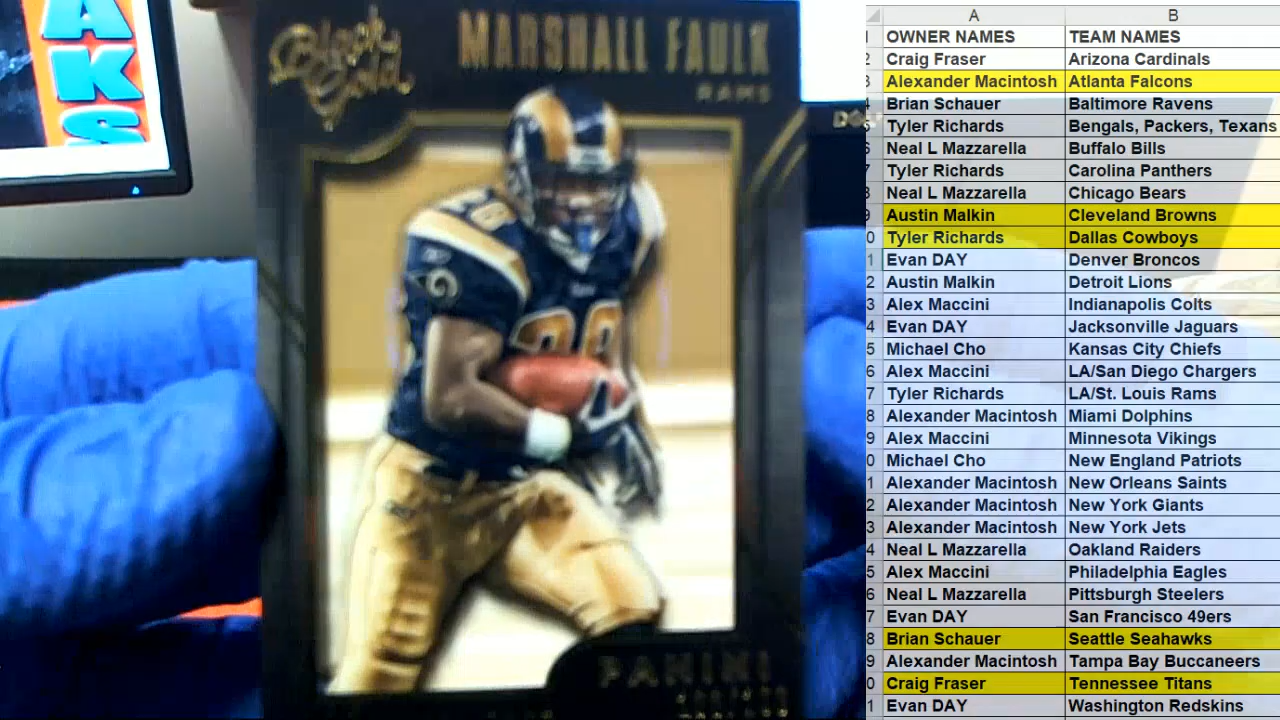 AKS
Black Gold
MARSHALL FAULK
RAMS
28
PANINI
A B
OWNER NAMES TEAM NAMES
Craig Fraser Arizona Cardinals
Alexander Macintosh Atlanta Falcons
Brian Schauer Baltimore Ravens
Tyler Richards Bengals, Packers, Texans
Neal L Mazzarella Buffalo Bills
Tyler Richards Carolina Panthers
Neal L Mazzarella Chicago Bears
Austin Malkin Cleveland Browns
Tyler Richards Dallas Cowboys
Evan DAY Denver Broncos
Austin Malkin Detroit Lions
Alex Maccini Indianapolis Colts
Evan DAY Jacksonville Jaguars
Michael Cho Kansas City Chiefs
Alex Maccini LA/San Diego Chargers
Tyler Richards LA/St. Louis Rams
Alexander Macintosh Miami Dolphins
Alex Maccini Minnesota Vikings
Michael Cho New England Patriots
Alexander Macintosh New Orleans Saints
Alexander Macintosh New York Giants
Alexander Macintosh New York Jets
Neal L Mazzarella Oakland Raiders
Alex Maccini Philadelphia Eagles
Neal L Mazzarella Pittsburgh Steelers
Evan DAY San Francisco 49ers
Brian Schauer Seattle Seahawks
Alexander Macintosh Tampa Bay Buccaneers
Craig Fraser Tennessee Titans
Evan DAY Washington Redskins